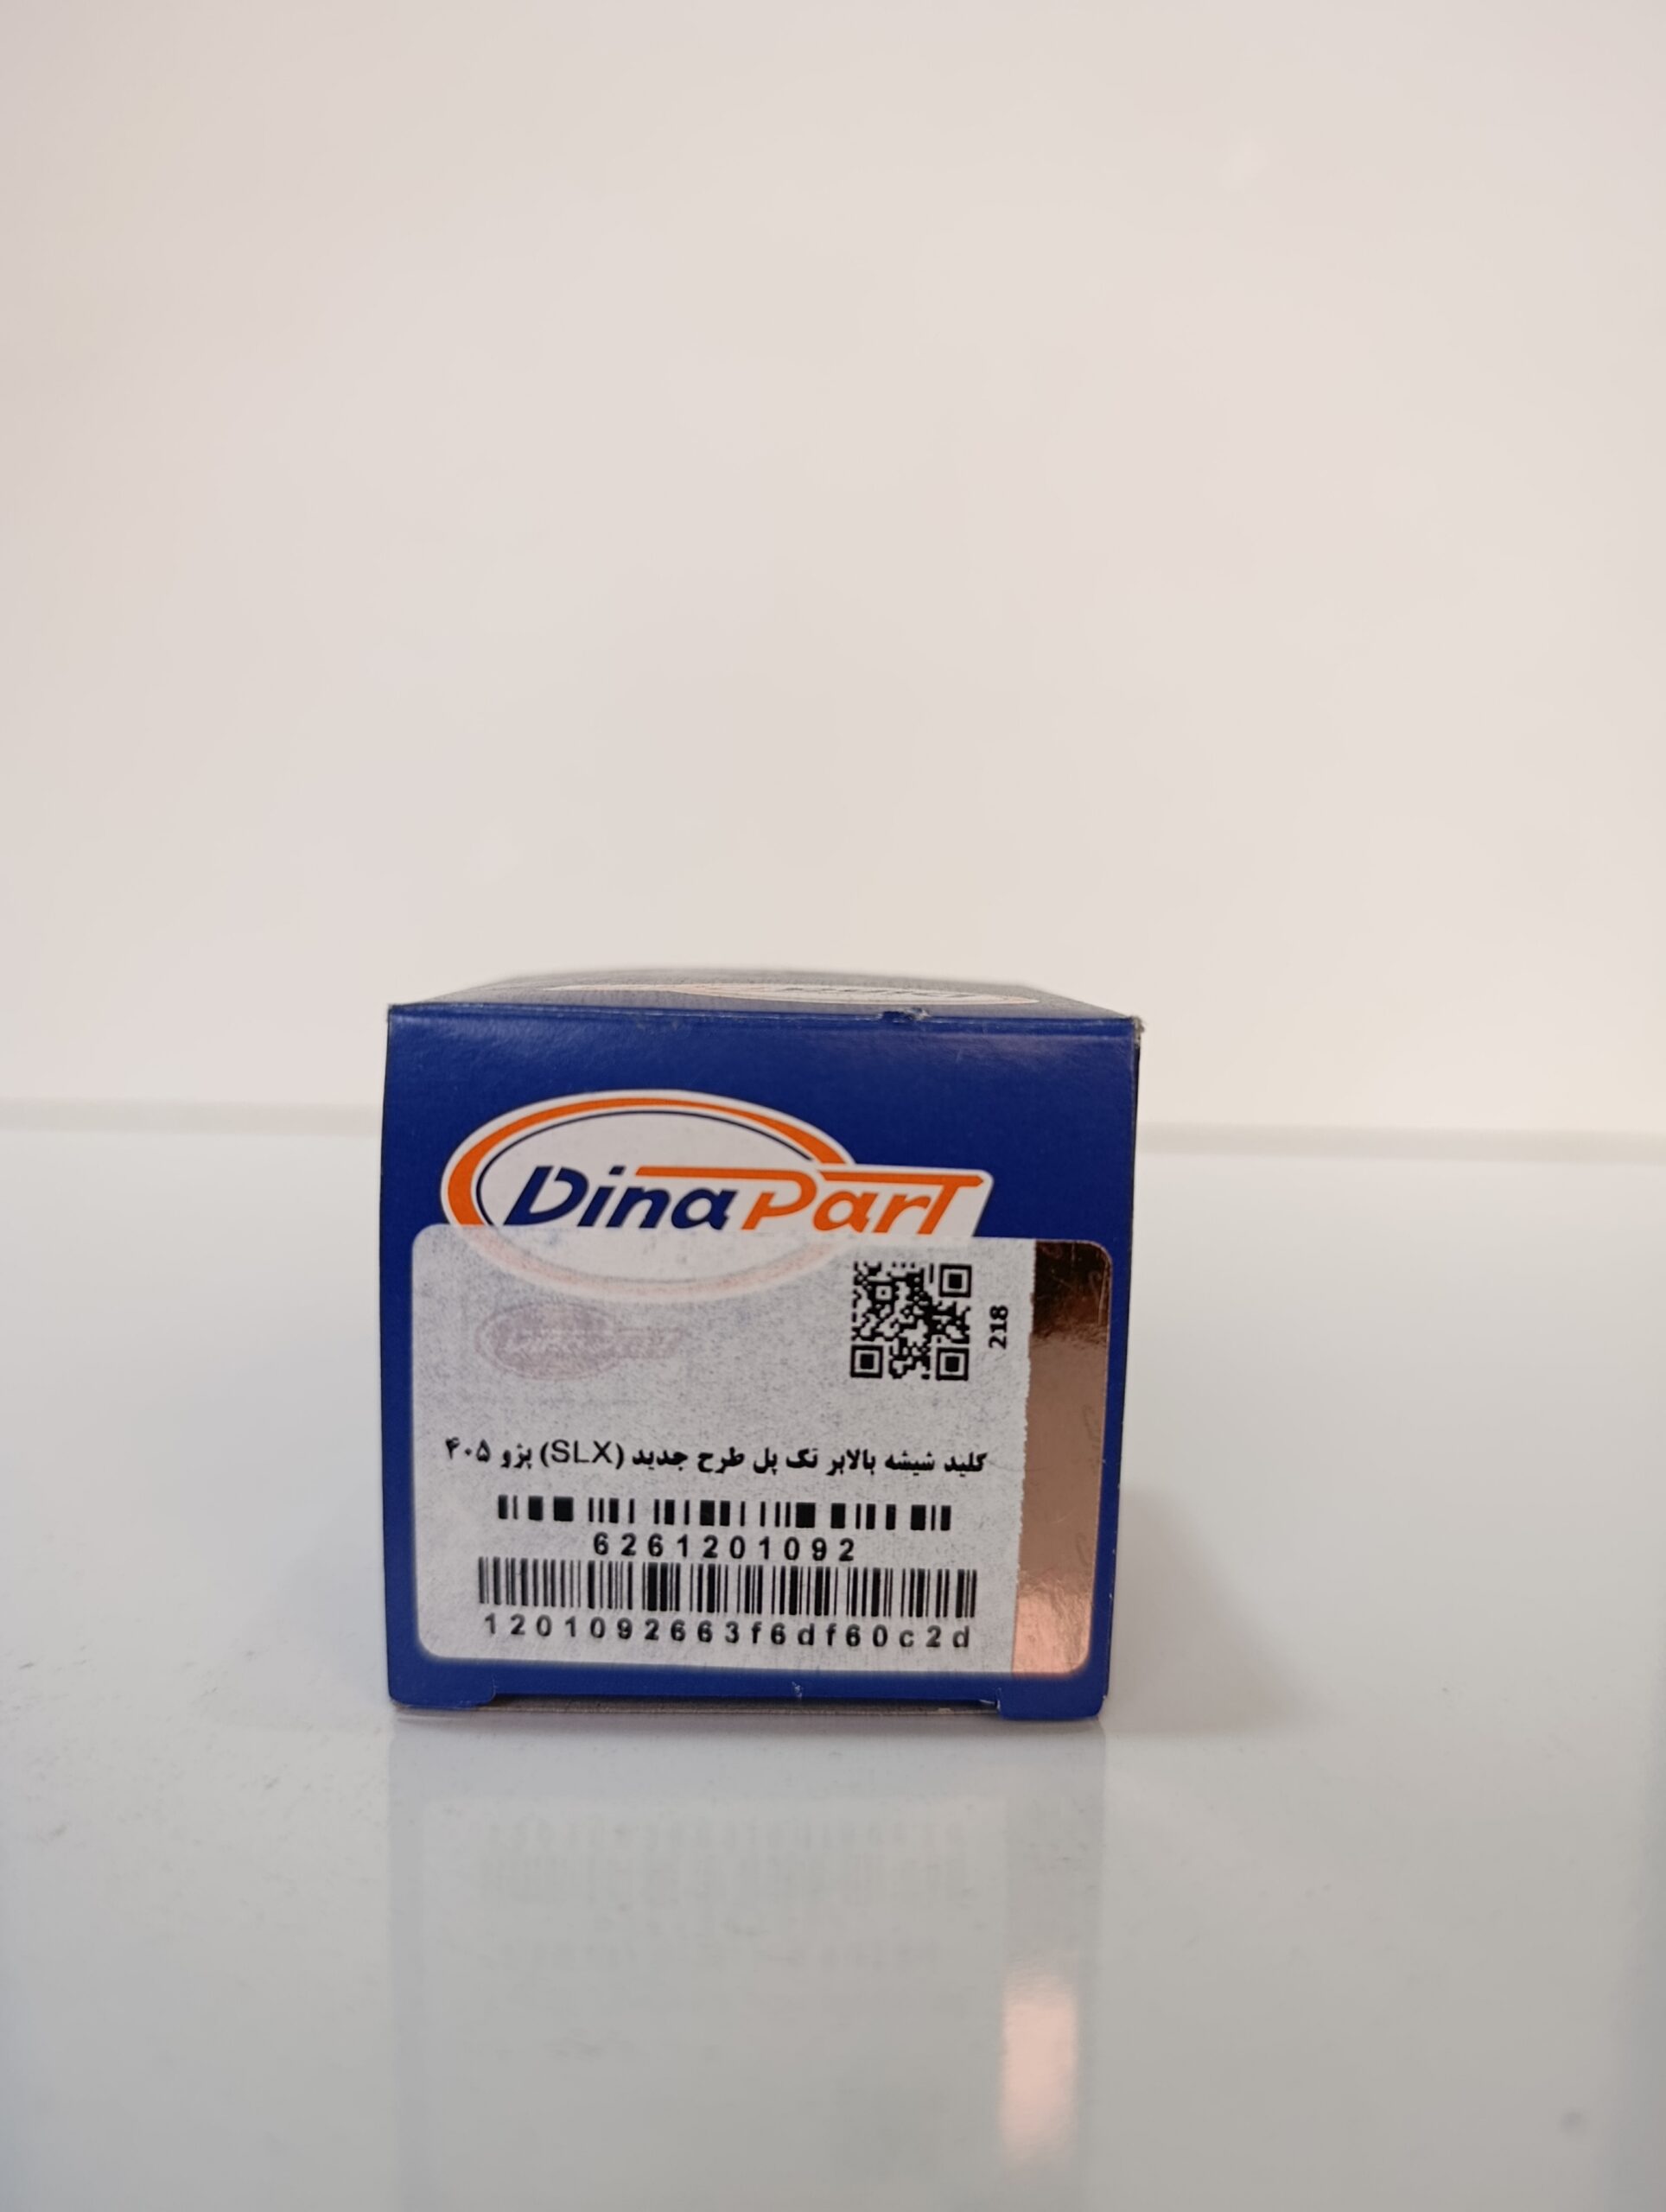 DinaPart
218
کلید شیشه بالابر تک پل طرح جدید (SLX) پژو ۴۰۵
6261201092
1201092663f6df60c2d